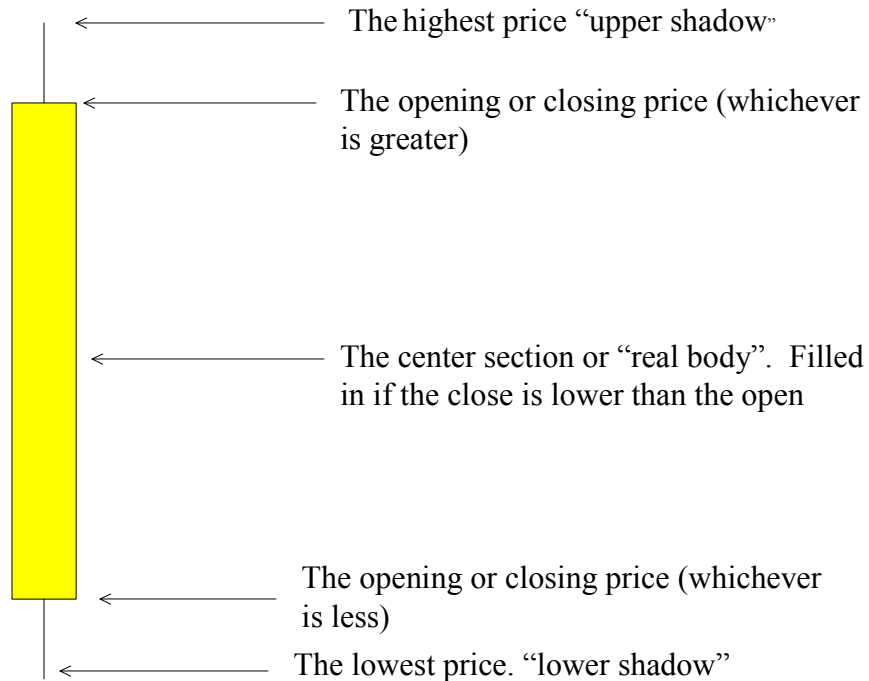 The highest price “upper shadow”
The opening or closing price (whichever
is greater)
The center section or “real body”.  Filled
in if the close is lower than the open
The opening or closing price (whichever
is less)
The lowest price. “lower shadow”